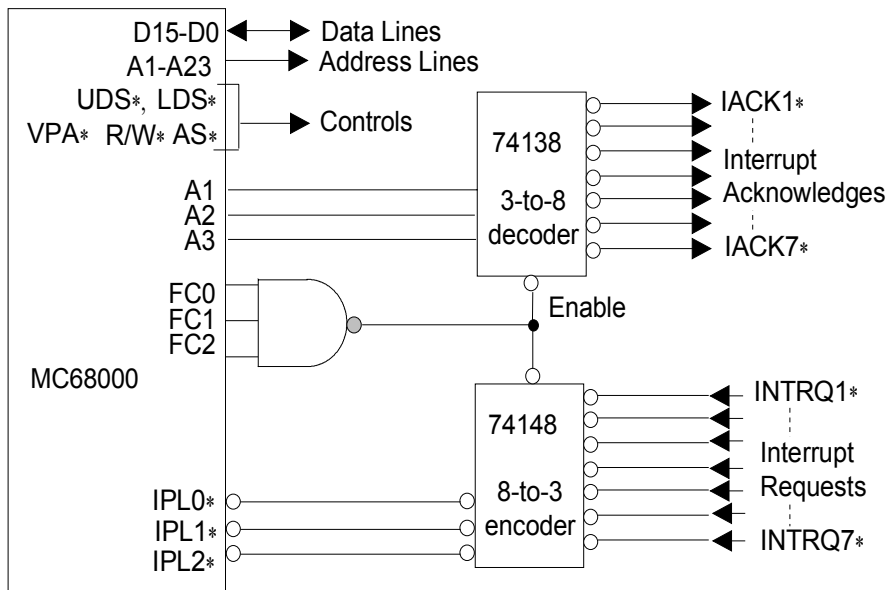 D15-D0
Data Lines
A1-A23
Address Lines
UDS*, LDS*
VPA* R/W* AS*
Controls
A1
A2
A3
74138
3-to-8
decoder
IACK1*
Interrupt
Acknowledges
IACK7*
FC0
FC1
FC2
Enable
MC68000
IPL0*
IPL1*
IPL2*
74148
8-to-3
encoder
INTRQ1*
Interrupt
Requests
INTRQ7*